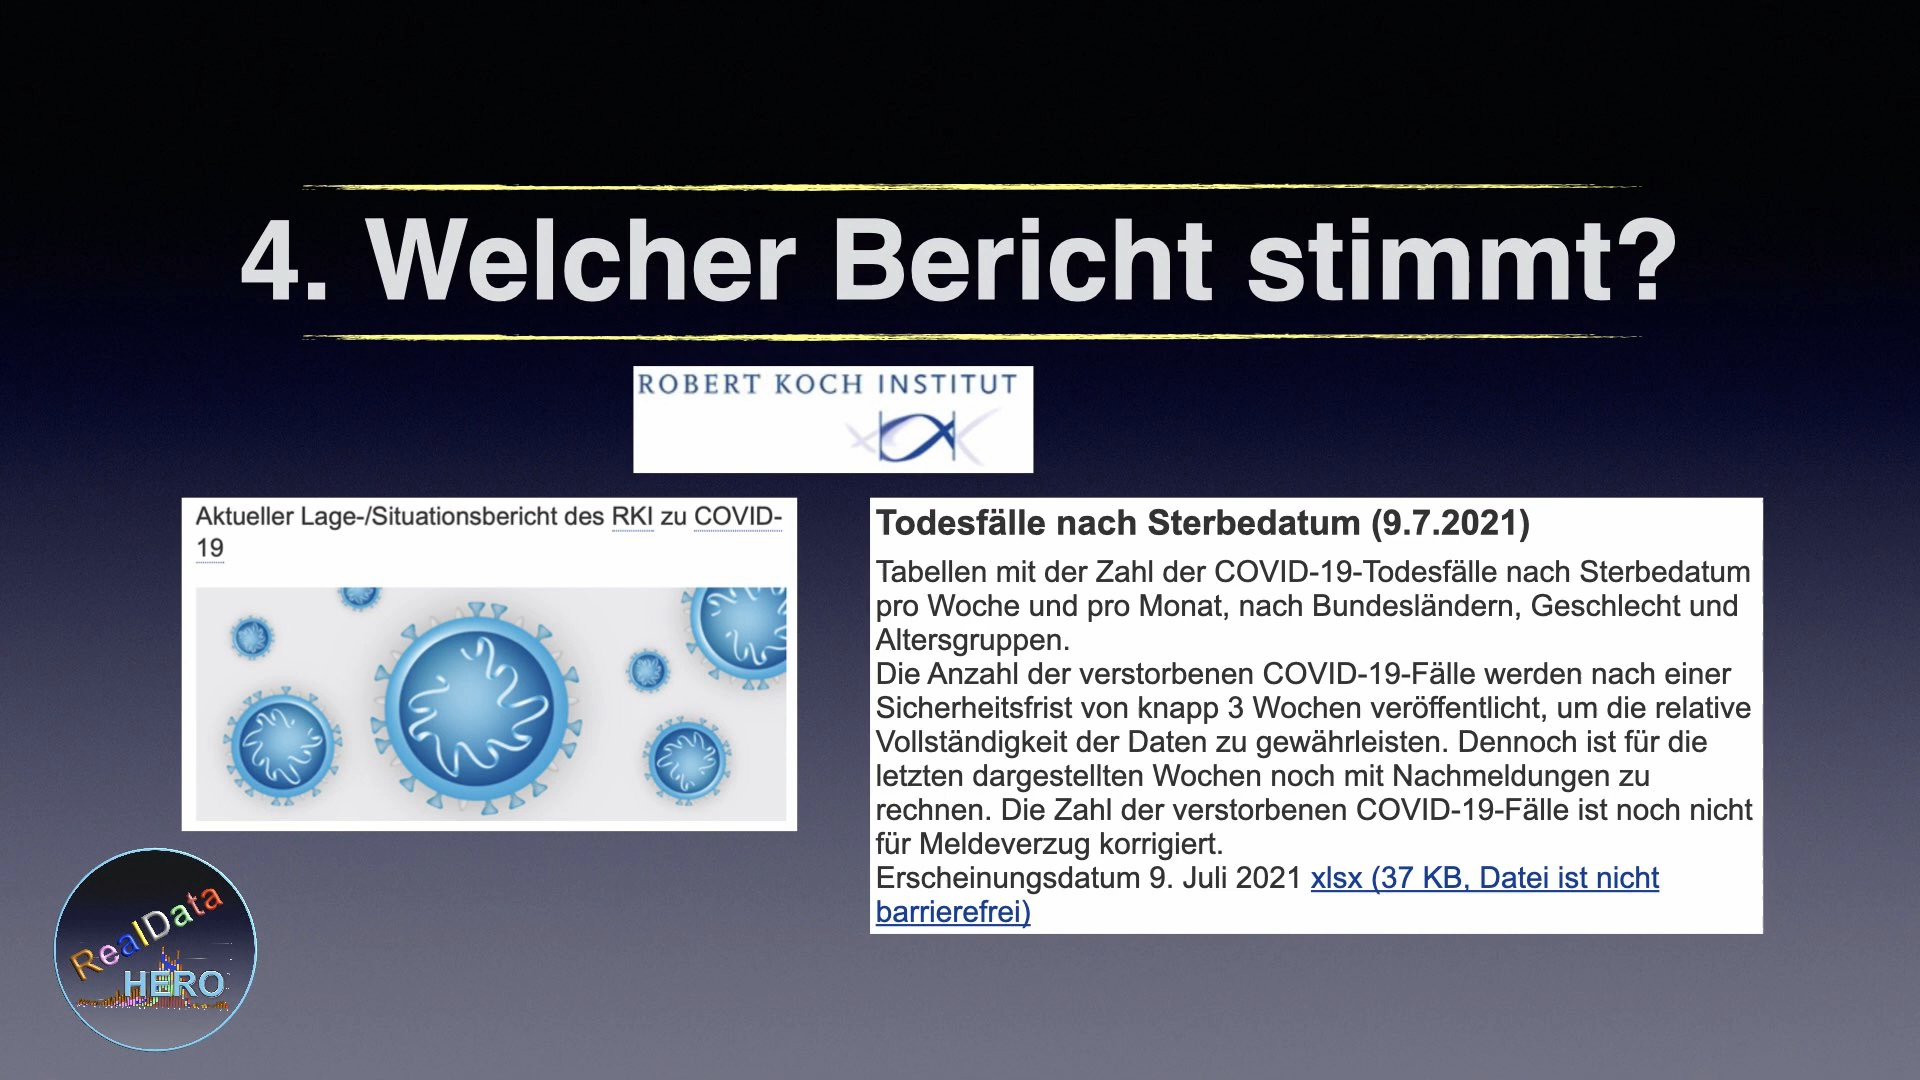 4. Welcher Bericht stimmt?
ROBERT KOCH INSTITUT
Aktueller Lage-/Situationsbericht des RKI zu COVID-
19
Todesfälle nach Sterbedatum (9.7.2021)
Tabellen mit der Zahl der COVID-19-Todesfälle nach Sterbedatum
pro Woche und pro Monat, nach Bundesländern, Geschlecht und
Altersgruppen.
Die Anzahl der verstorbenen COVID-19-Fälle werden nach einer
Sicherheitsfrist von knapp 3 Wochen veröffentlicht, um die relative
Vollständigkeit der Daten zu gewährleisten. Dennoch ist für die
letzten dargestellten Wochen noch mit Nachmeldungen zu
rechnen. Die Zahl der verstorbenen COVID-19-Fälle ist noch nicht
für Meldeverzug korrigiert.
Erscheinungsdatum 9. Juli 2021 xlsx (37 KB, Datei ist nicht
barrierefrei)
RealData
HERO